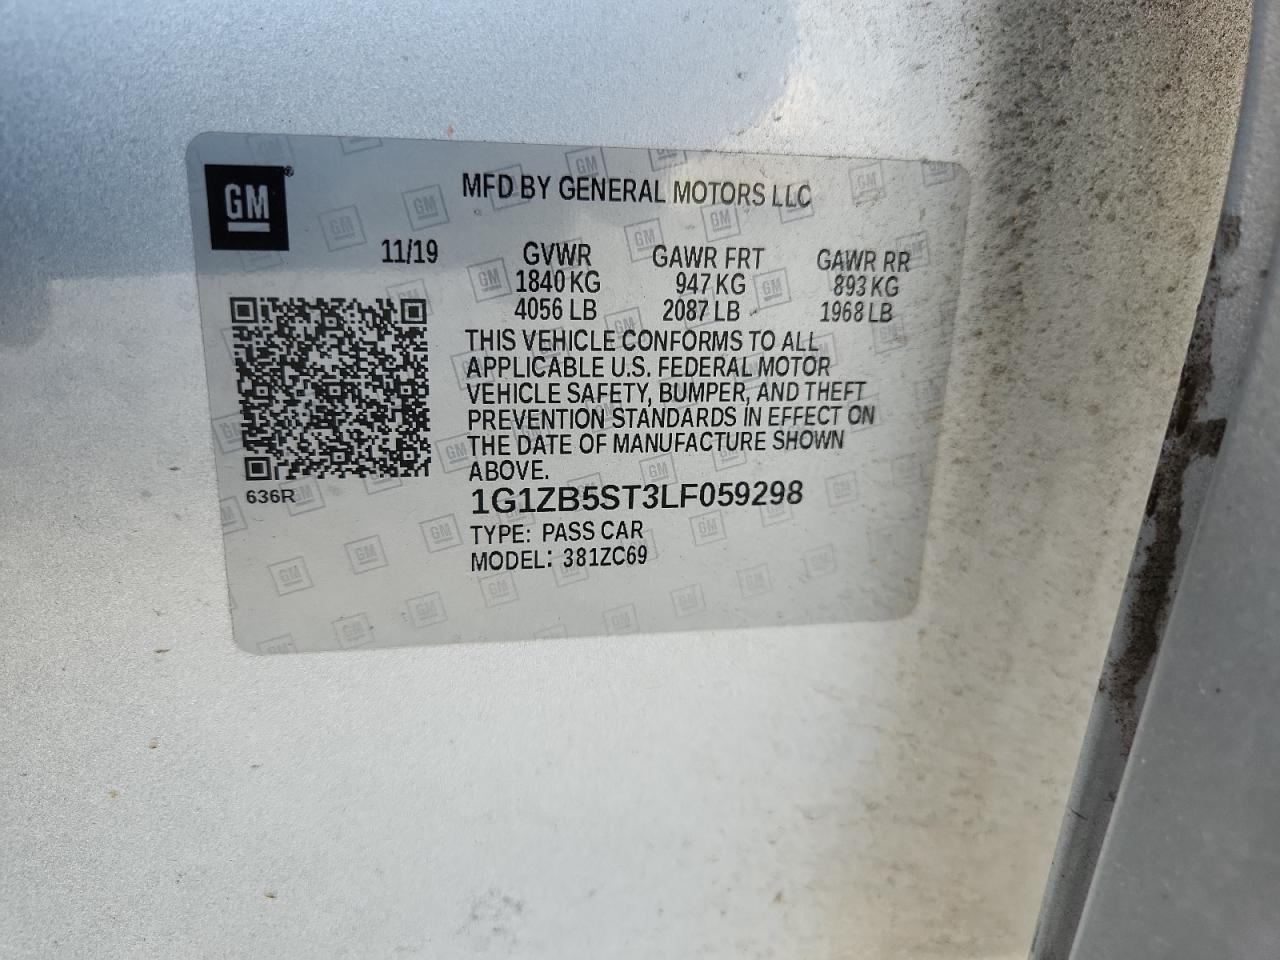 GM
MFD BY GENERAL MOTORS LLC
11/19 GVWR GAWR FRT GAWR RR
1840 KG 947 KG 893 KG
4056 LB 2087 LB 1968 LB
THIS VEHICLE CONFORMS TO ALL
APPLICABLE U.S. FEDERAL MOTOR
VEHICLE SAFETY, BUMPER, AND THEFT
PREVENTION STANDARDS IN EFFECT ON
THE DATE OF MANUFACTURE SHOWN
ABOVE.
636R
1G1ZB5ST3LF059298
TYPE: PASS CAR
MODEL: 381ZC69